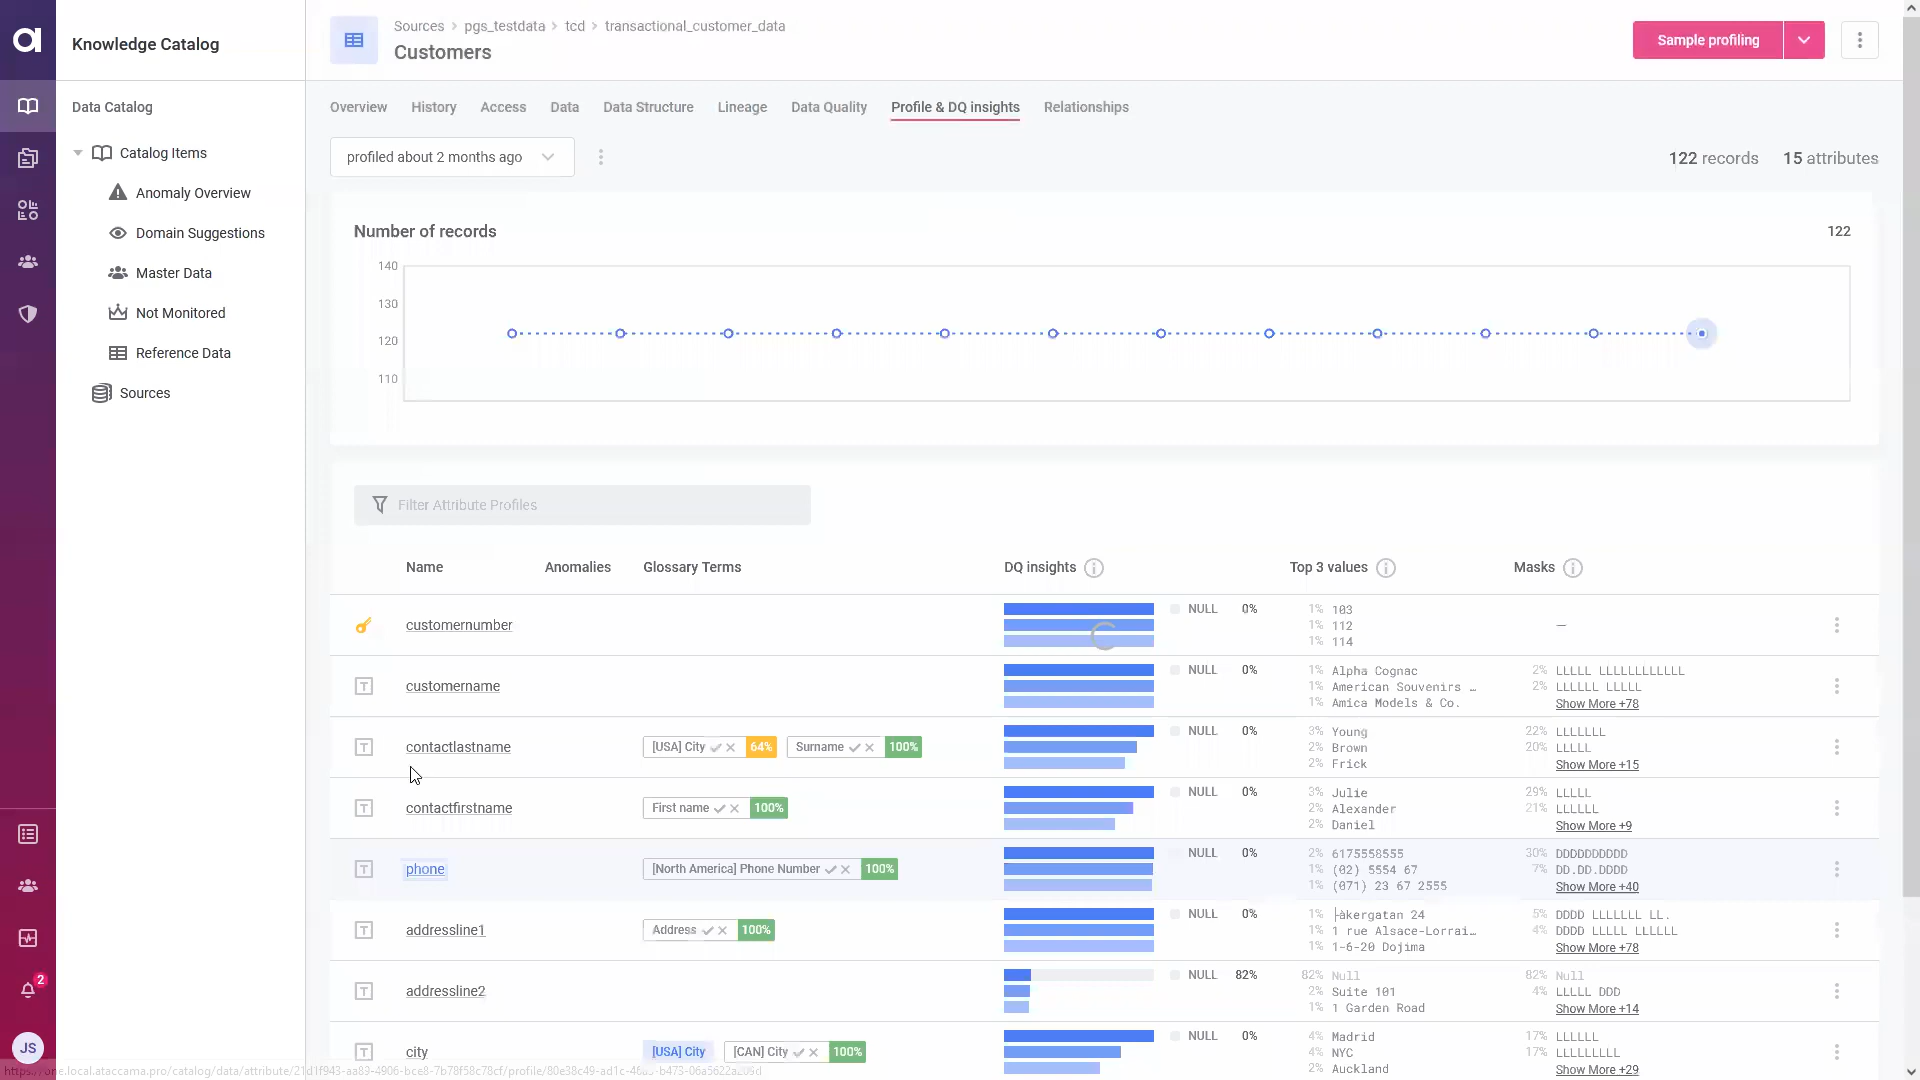 Knowledge Catalog
Sources > pgs_testdata > tcd > transactional_customer_data
Customers
Sample profiling
Data Catalog
Overview History Access Data Data Structure Lineage Data Quality Profile & DQ insights Relationships
Catalog Items
profiled about 2 months ago
122 records 15 attributes
Anomaly Overview
Domain Suggestions
Master Data
Not Monitored
Reference Data
Sources
Number of records
122
140
130
120
110
Filter Attribute Profiles
Name Anomalies Glossary Terms DQ insights Top 3 values Masks
customernumber
NULL 0%
1% 103
1% 112
1% 114
—
customername
NULL 0%
1% Alpha Cognac
1% American Souvenirs …
1% Amica Models & Co.
2% LLLLL LLLLLLLLLLLL
2% LLLLLL LLLLL
Show More +78
contactlastname
[USA] City 64% Surname 100%
NULL 0%
3% Young
2% Brown
2% Frick
22% LLLLLLL
20% LLLLL
Show More +15
contactfirstname
First name 100%
NULL 0%
3% Julie
2% Alexander
2% Daniel
29% LLLLL
21% LLLLLL
Show More +9
phone
[North America] Phone Number 100%
NULL 0%
2% 6175558555
1% (02) 5554 67
1% (071) 23 67 2555
30% DDDDDDDDDD
7% DD.DD.DDDD
Show More +40
addressline1
Address 100%
NULL 0%
1% ├àkergatan 24
1% 1 rue Alsace-Lorrai…
1% 1-6-20 Dojima
5% DDDD LLLLLLL LL.
4% DDDD LLLLL LLLLLL
Show More +78
addressline2
NULL 82%
82% Null
2% Suite 101
1% 1 Garden Road
82% Null
4% LLLLL DDD
Show More +14
city
[USA] City [CAN] City 100%
NULL 0%
4% Madrid
4% NYC
2% Auckland
17% LLLLLL
17% LLLLLLLLL
Show More +29
2
JS